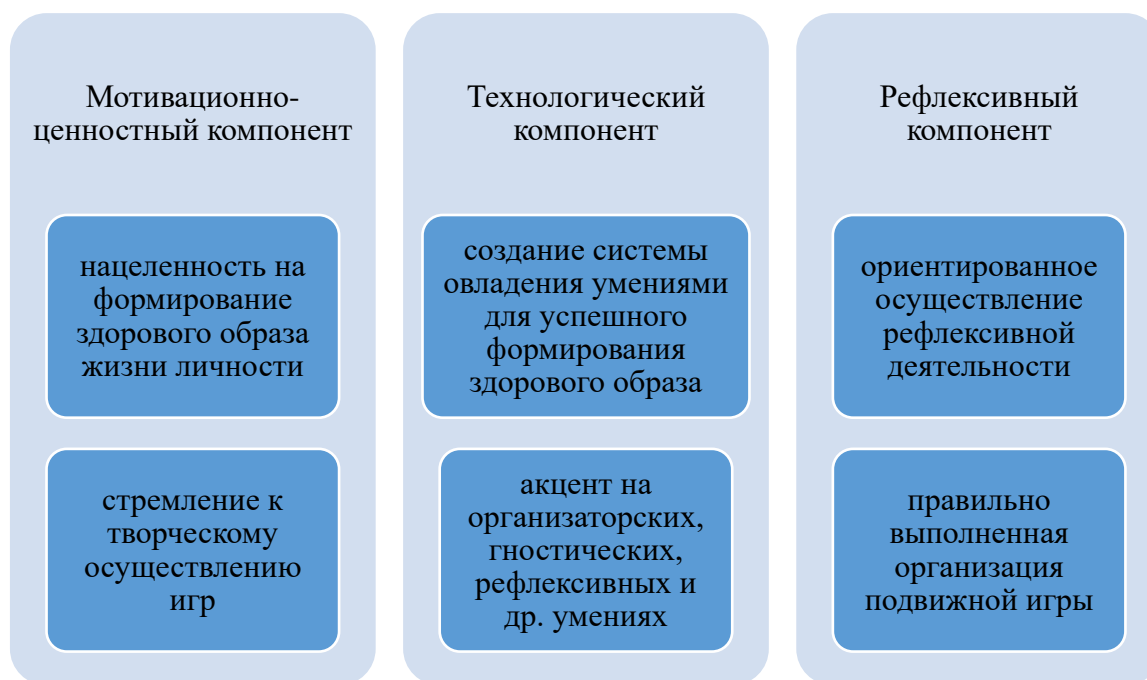 Мотивационно-
ценностный компонент
нацеленность на
формирование
здорового образа
жизни личности
стремление к
творческому
осуществлению
игр
Технологический
компонент
создание системы
овладения умениями
для успешного
формирования
здорового образа
акцент на
организаторских,
гностических,
рефлексивных и
др. умениях
Рефлексивный
компонент
ориентированное
осуществление
рефлексивной
деятельности
правильно
выполненная
организация
подвижной игры